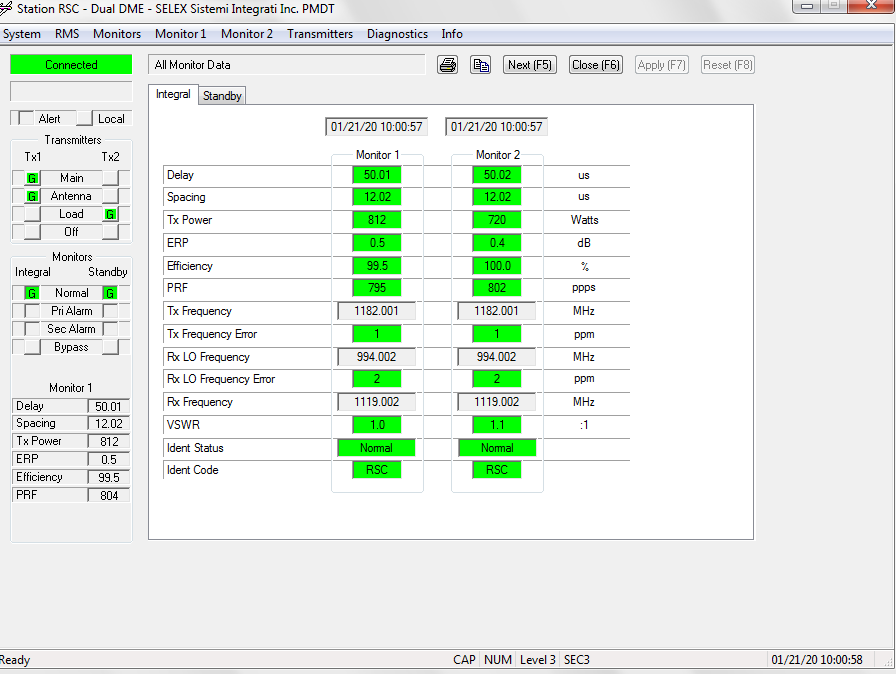 Station RSC - Dual DME - SELEX Sistemi Integrati Inc. PMDT
System RMS Monitors Monitor 1 Monitor 2 Transmitters Diagnostics Info
Connected
All Monitor Data
Next (F5) Close (F6) Apply (F7) Reset (F8)
Alert Local
Transmitters
Tx1 Tx2
G Main
G Antenna
Load G
Off
Monitors
Integral Standby
G Normal G
Pri Alarm
Sec Alarm
Bypass
Monitor 1
Delay 50.01
Spacing 12.02
Tx Power 812
ERP 0.5
Efficiency 99.5
PRF 804
Integral Standby
01/21/20 10:00:57 01/21/20 10:00:57
Monitor 1 Monitor 2
Delay 50.01 50.02 us
Spacing 12.02 12.02 us
Tx Power 812 720 Watts
ERP 0.5 0.4 dB
Efficiency 99.5 100.0 %
PRF 795 802 ppps
Tx Frequency 1182.001 1182.001 MHz
Tx Frequency Error 1 1 ppm
Rx LO Frequency 994.002 994.002 MHz
Rx LO Frequency Error 2 2 ppm
Rx Frequency 1119.002 1119.002 MHz
VSWR 1.0 1.1 :1
Ident Status Normal Normal
Ident Code RSC RSC
Ready CAP NUM Level 3 SEC3 01/21/20 10:00:58